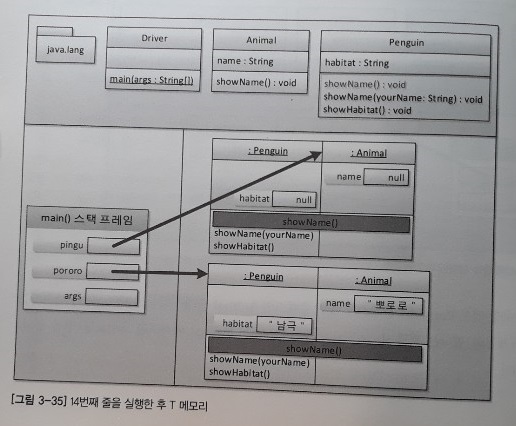 java.lang
Driver
main(args : String[])
Animal
name : String
showName() : void
Penguin
habitat : String
showName() : void
showName(yourName: String) : void
showHabitat() : void
main() 스택 프레임
pingu
pororo
args
: Penguin
: Animal
name null
habitat null
showName()
showName(yourName)
showHabitat()
: Penguin
: Animal
name "뽀로로"
habitat "남극"
showName()
showName(yourName)
showHabitat()
[그림 3-35] 14번째 줄을 실행한 후 T 메모리